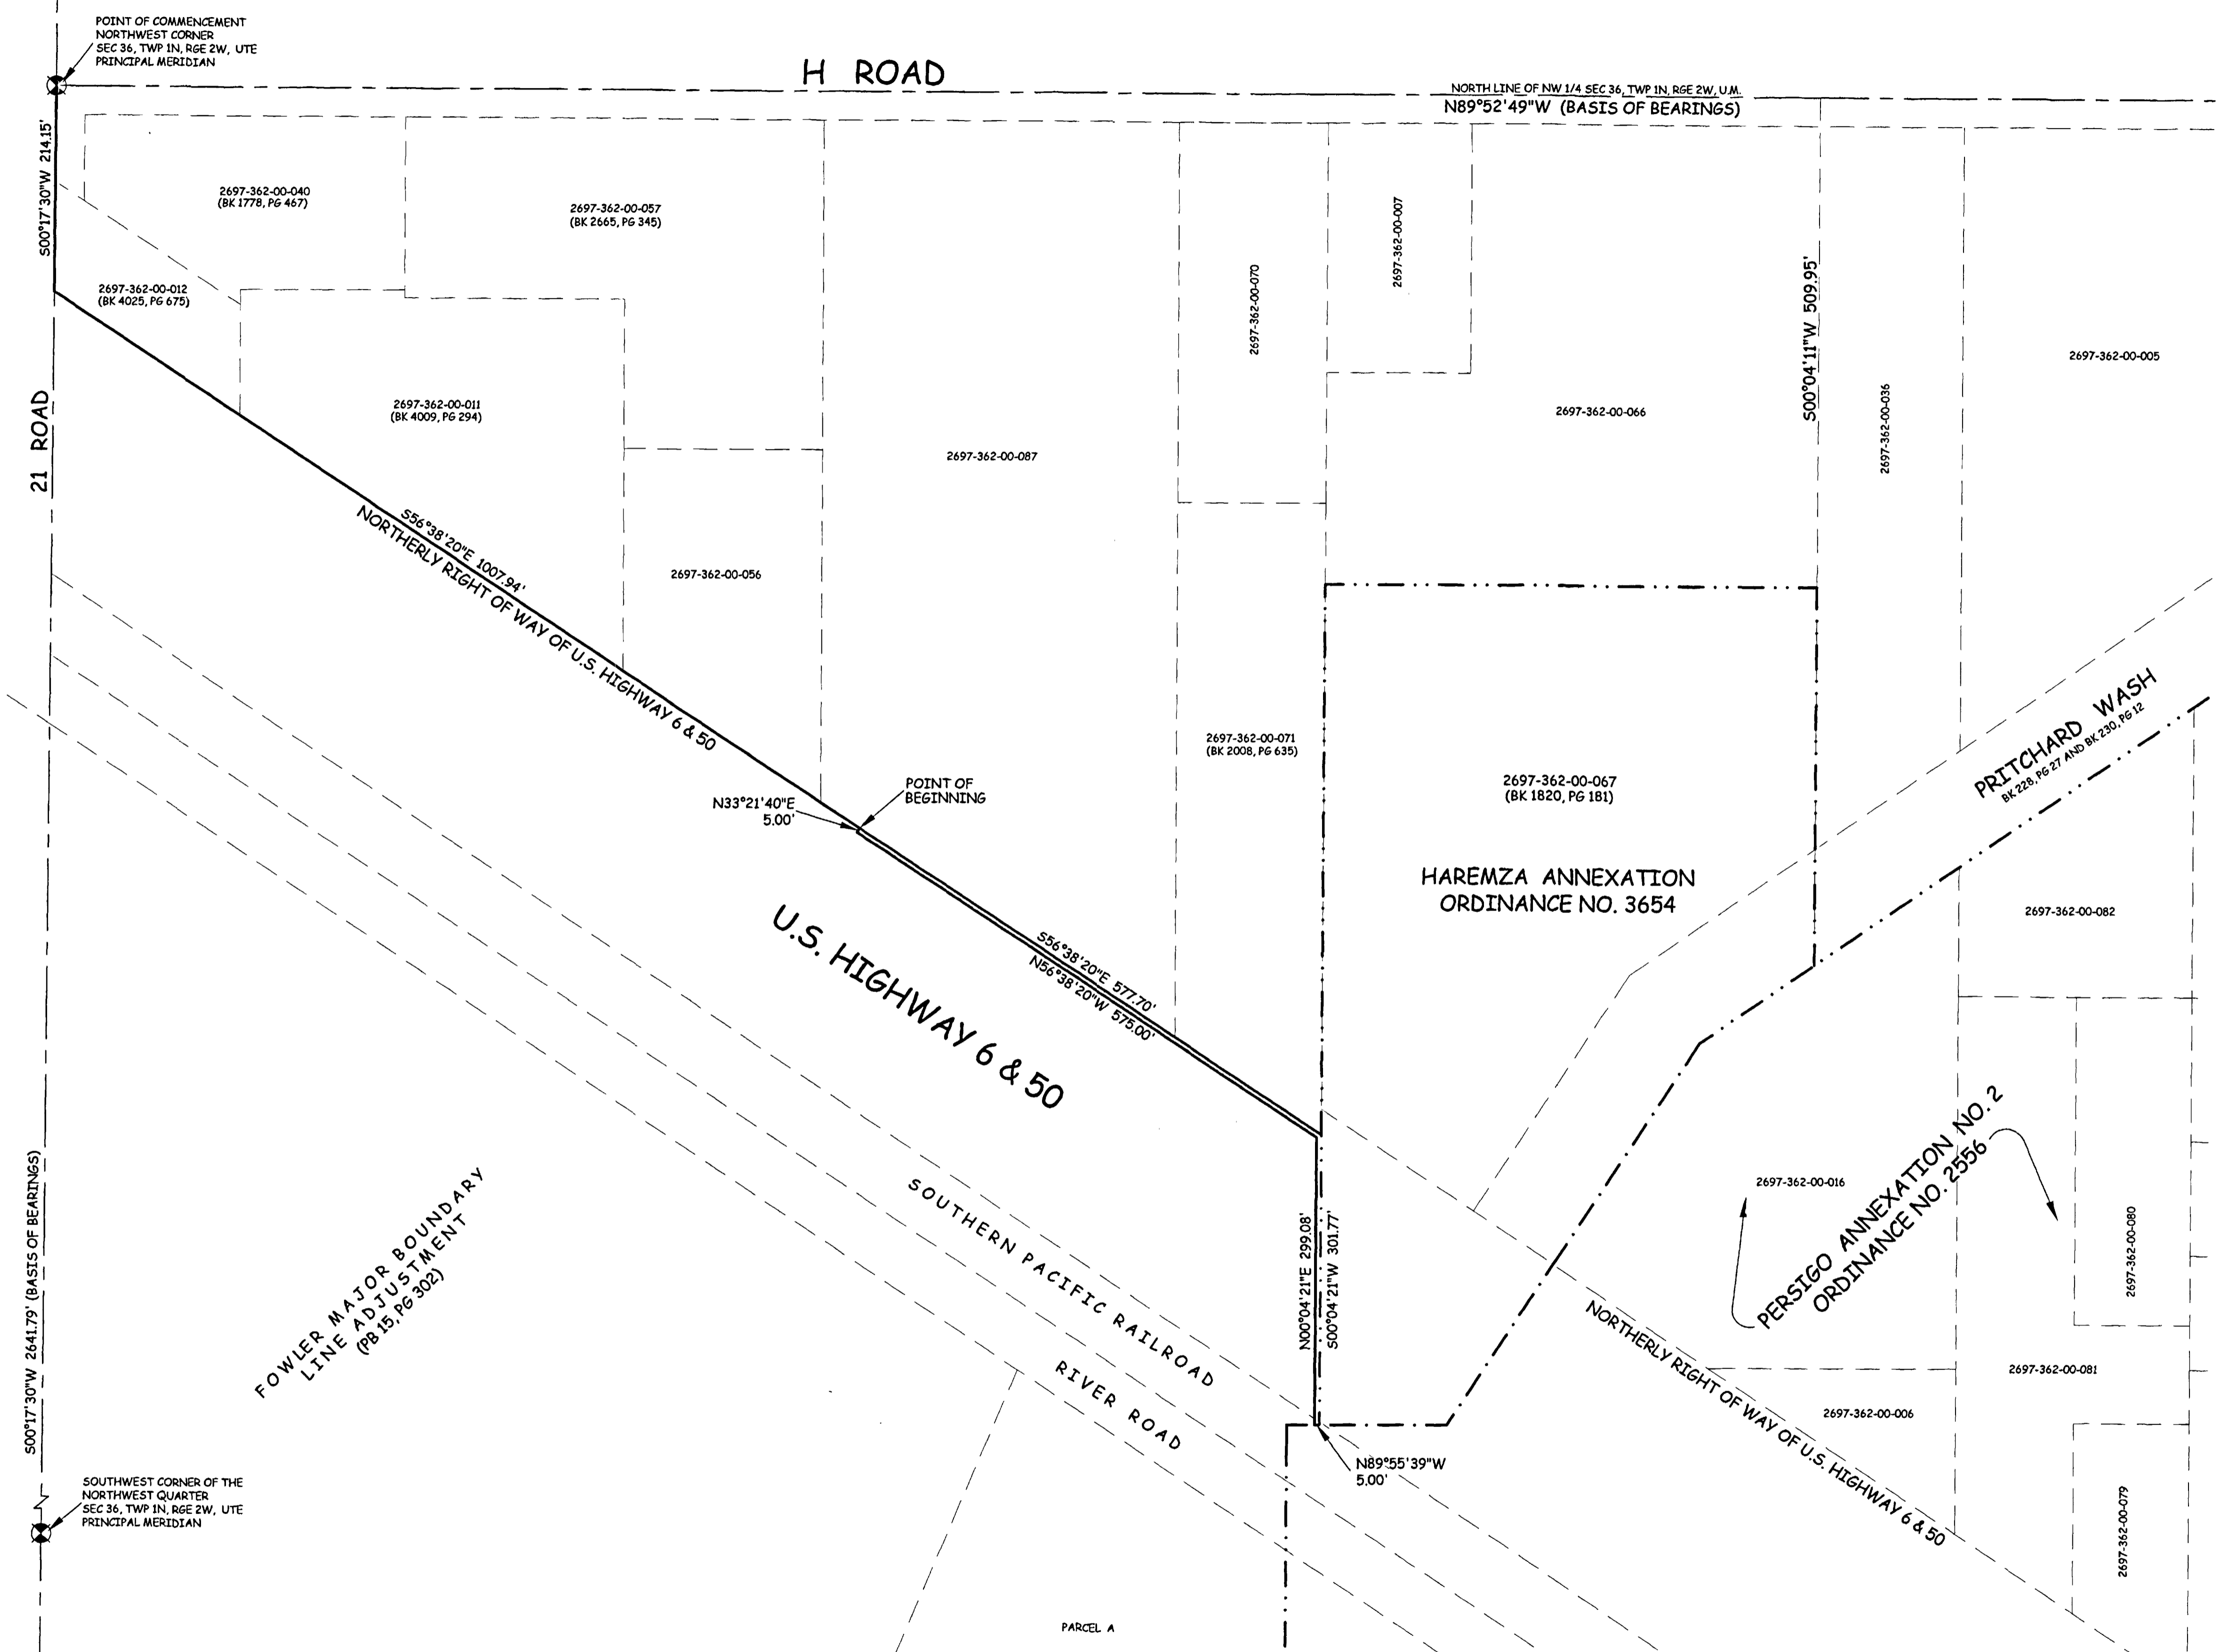 POINT OF COMMENCEMENT
NORTHWEST CORNER
SEC 36, TWP 1N, RGE 2W, UTE
PRINCIPAL MERIDIAN
H ROAD
NORTH LINE OF NW 1/4 SEC 36, TWP 1N, RGE 2W, U.M.
N89°52'49"W (BASIS OF BEARINGS)
S00°17'30"W 214.15'
2697-362-00-040
(BK 1778, PG 467)
2697-362-00-057
(BK 2665, PG 345)
2697-362-00-007
2697-362-00-070
S00°04'11"W 509.95'
2697-362-00-012
(BK 4025, PG 675)
2697-362-00-005
2697-362-00-036
2697-362-00-011
(BK 4009, PG 294)
2697-362-00-066
21 ROAD
2697-362-00-087
S56°38'20"E 1007.94'
NORTHERLY RIGHT OF WAY OF U.S. HIGHWAY 6 & 50
2697-362-00-056
2697-362-00-071
(BK 2008, PG 635)
PRITCHARD WASH
BK 228, PG 27 AND BK 230, PG 12
2697-362-00-067
(BK 1820, PG 181)
POINT OF
BEGINNING
N33°21'40"E
5.00'
HAREMZA ANNEXATION
ORDINANCE NO. 3654
2697-362-00-082
S56°38'20"E 577.70'
N56°38'20"W 575.00'
U.S. HIGHWAY 6 & 50
2697-362-00-016
PERSIGO ANNEXATION NO. 2
ORDINANCE NO. 2556
2697-362-00-080
SOUTHERN PACIFIC RAILROAD
N00°04'21"E 299.08'
S00°04'21"W 301.77'
S00°17'30"W 2641.79' (BASIS OF BEARINGS)
FOWLER MAJOR BOUNDARY
LINE ADJUSTMENT
(PB 15, PG 302)
RIVER ROAD
NORTHERLY RIGHT OF WAY OF U.S. HIGHWAY 6 & 50
2697-362-00-081
2697-362-00-006
N89°55'39"W
5.00'
SOUTHWEST CORNER OF THE
NORTHWEST QUARTER
SEC 36, TWP 1N, RGE 2W, UTE
PRINCIPAL MERIDIAN
2697-362-00-079
PARCEL A